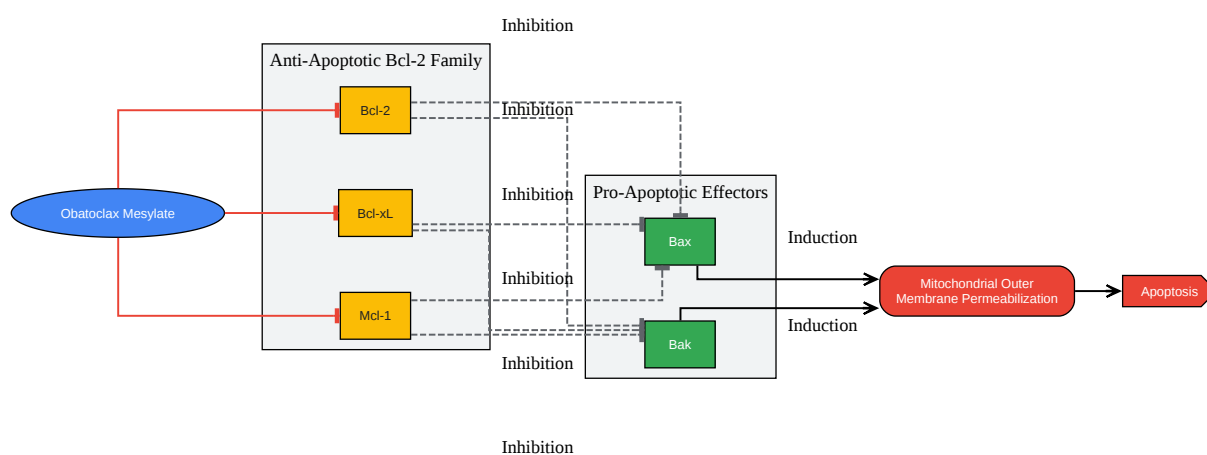 Inhibition
Anti-Apoptotic Bcl-2 Family
Bcl-2
Inhibition
Obatoclax Mesylate
Bcl-xL
Inhibition
Pro-Apoptotic Effectors
Bax
Induction
Inhibition
Mcl-1
Bak
Induction
Mitochondrial Outer
Membrane Permeabilization
Apoptosis
Inhibition
Inhibition